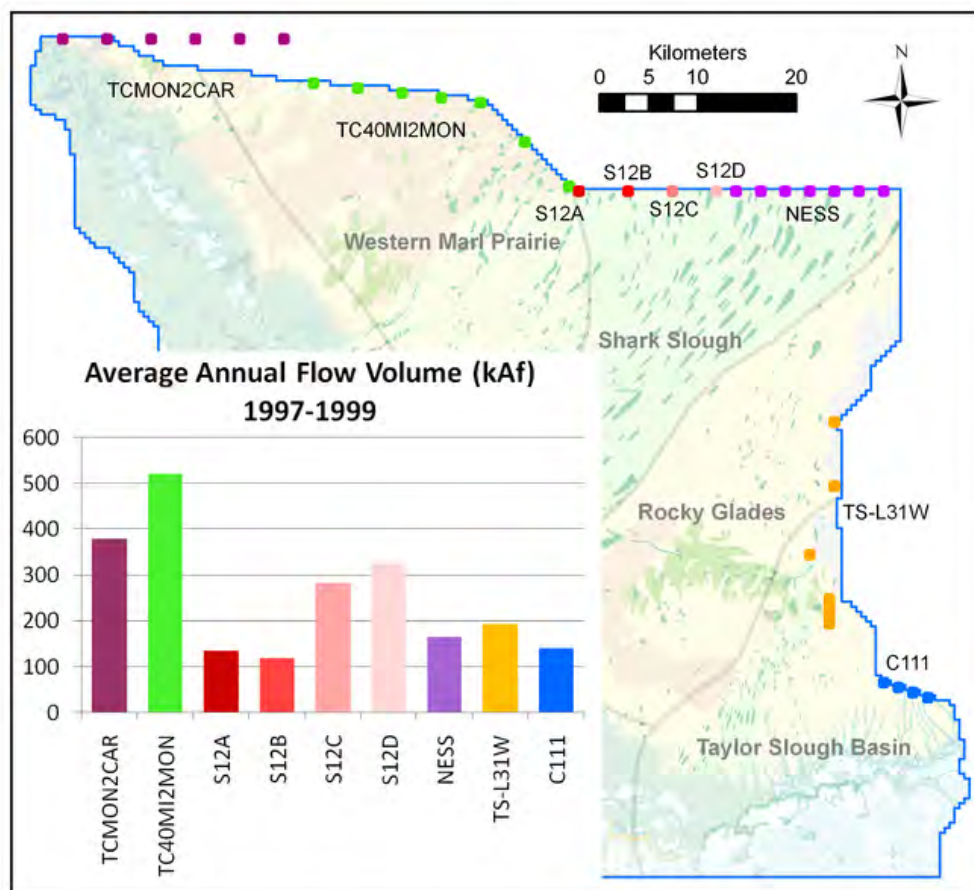 Kilometers
0 5 10 20
N
TCMON2CAR
TC40MI2MON
S12B S12D
S12A S12C NESS
Western Marl Prairie
Shark Slough
Average Annual Flow Volume (kAf)
1997-1999
600
500
400
300
200
100
0
TCMON2CAR
TC40MI2MON
S12A
S12B
S12C
S12D
NESS
TS-L31W
C111
Rocky Glades
TS-L31W
C111
Taylor Slough Basin